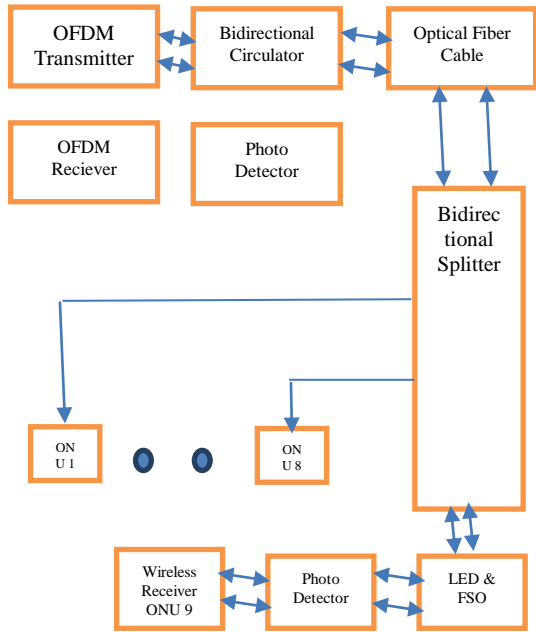 OFDM
Transmitter
Bidirectional
Circulator
Optical Fiber
Cable
OFDM
Reciever
Photo
Detector
Bidirec
tional
Splitter
ON
U 1
ON
U 8
Wireless
Receiver
ONU 9
Photo
Detector
LED &
FSO